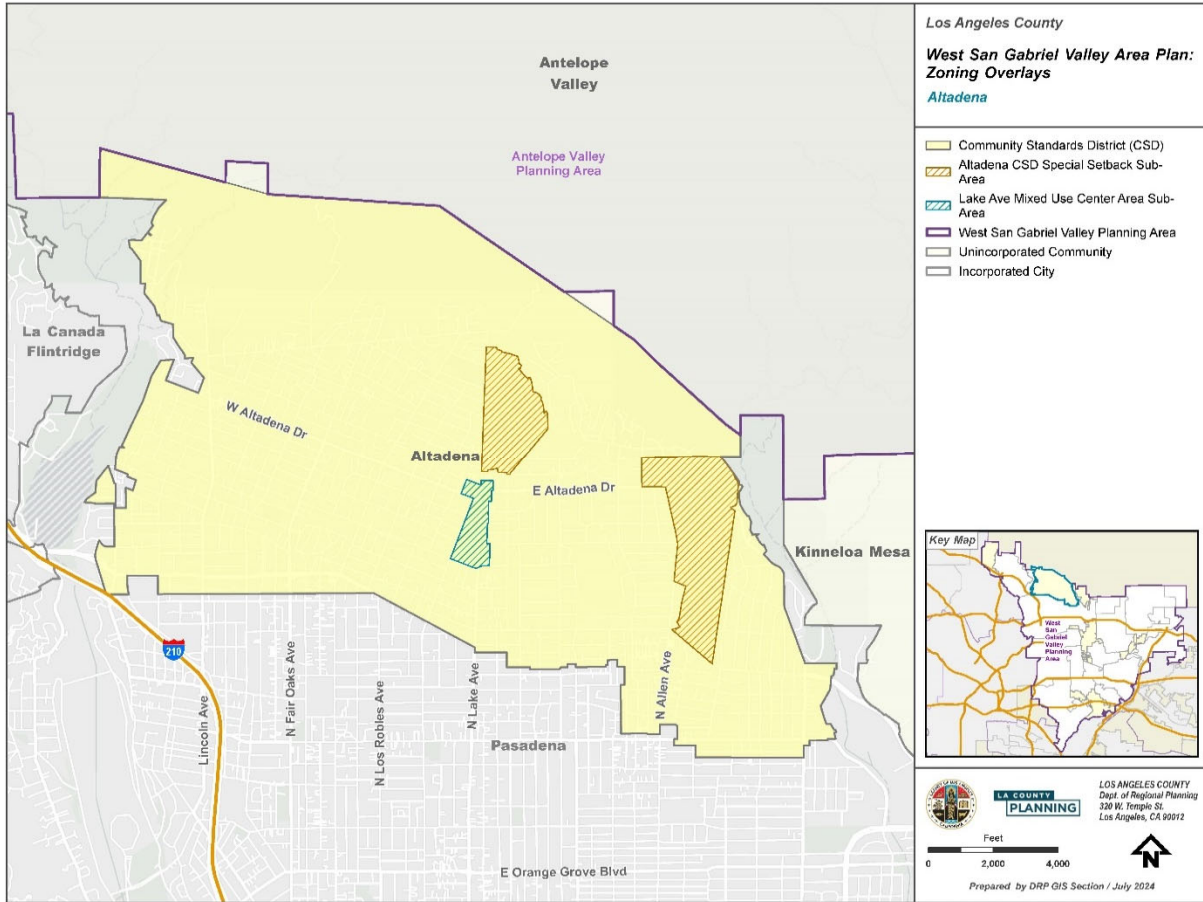 Antelope
Valley
Antelope Valley
Planning Area
La Canada
Flintridge
W Altadena Dr
Altadena
E Altadena Dr
Kinneloa Mesa
210
Lincoln Ave
N Fair Oaks Ave
N Los Robles Ave
N Lake Ave
N Allen Ave
Pasadena
E Orange Grove Blvd
Los Angeles County
West San Gabriel Valley Area Plan:
Zoning Overlays
Altadena
Community Standards District (CSD)
Altadena CSD Special Setback Sub-
Area
Lake Ave Mixed Use Center Area Sub-
Area
West San Gabriel Valley Planning Area
Unincorporated Community
Incorporated City
Key Map
West
San
Gabriel
Valley
Planning
Area
LA COUNTY
PLANNING
LOS ANGELES COUNTY
Dept. of Regional Planning
320 W. Temple St.
Los Angeles, CA 90012
Feet
0 2,000 4,000
N
Prepared by DRP GIS Section / July 2024